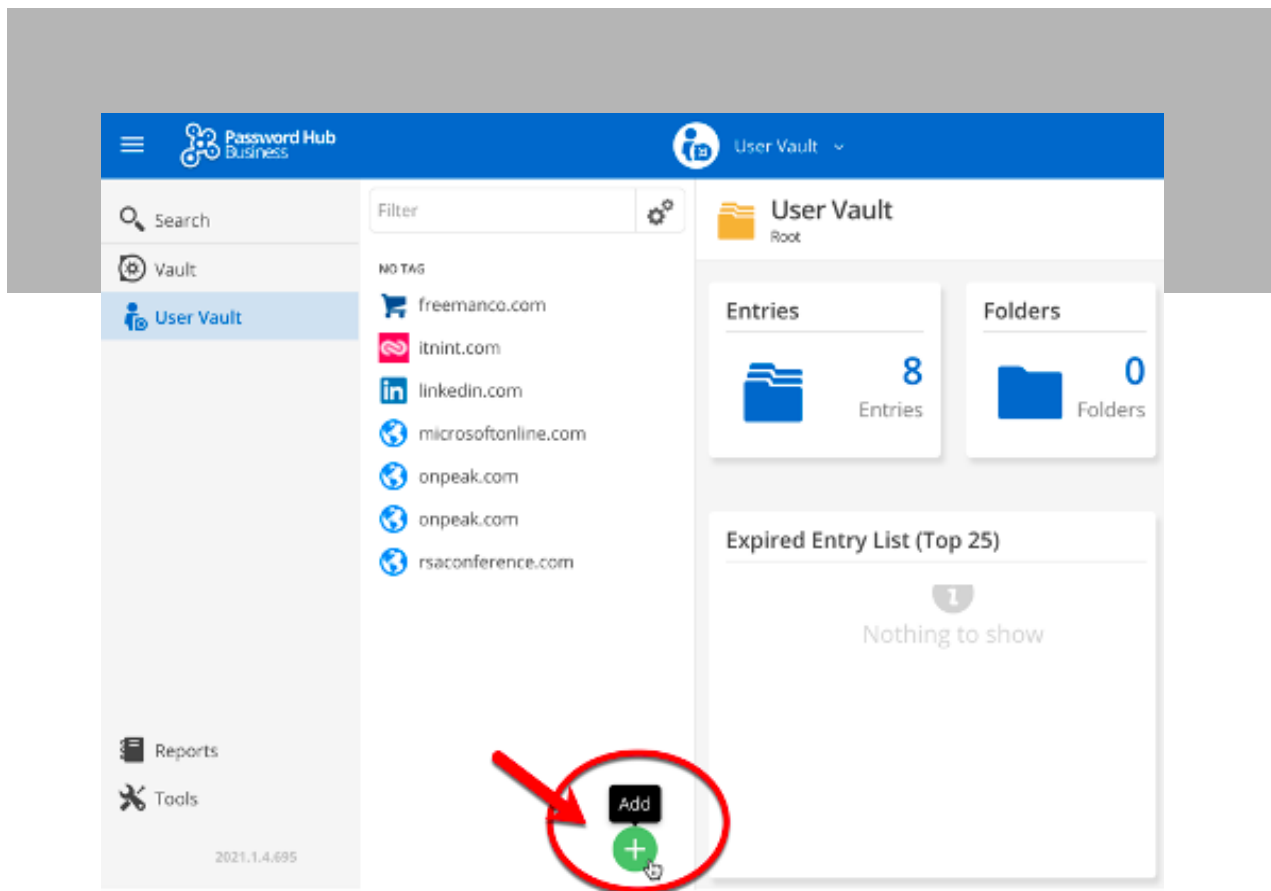 Password Hub
Business
User Vault
Search
Vault
User Vault
Reports
Tools
2021.1.4.695
Filter
NO TAG
freemanco.com
itnint.com
in
linkedin.com
microsoftonline.com
onpeak.com
onpeak.com
rsaconference.com
Add
User Vault
Root
Entries
8
Entries
Folders
0
Folders
Expired Entry List (Top 25)
Nothing to show